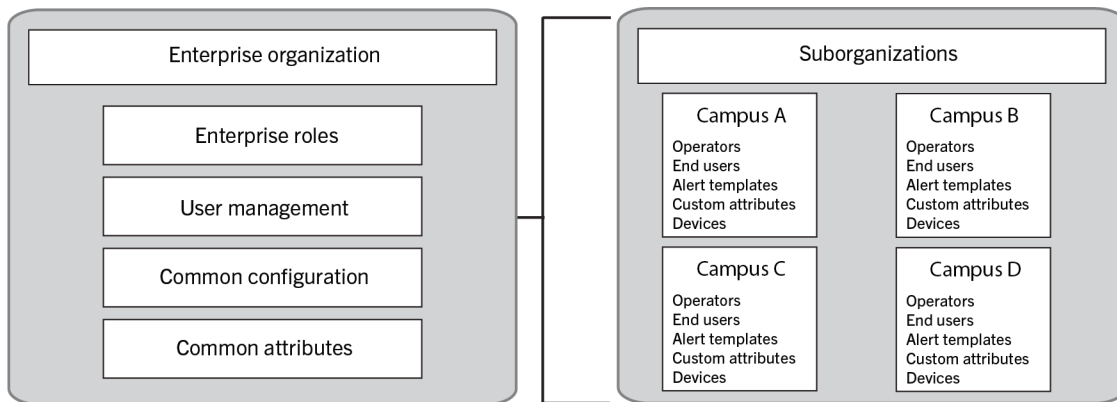 Enterprise organization
Enterprise roles
User management
Common configuration
Common attributes
Suborganizations
Campus A
Operators
End users
Alert templates
Custom attributes
Devices
Campus B
Operators
End users
Alert templates
Custom attributes
Devices
Campus C
Operators
End users
Alert templates
Custom attributes
Devices
Campus D
Operators
End users
Alert templates
Custom attributes
Devices